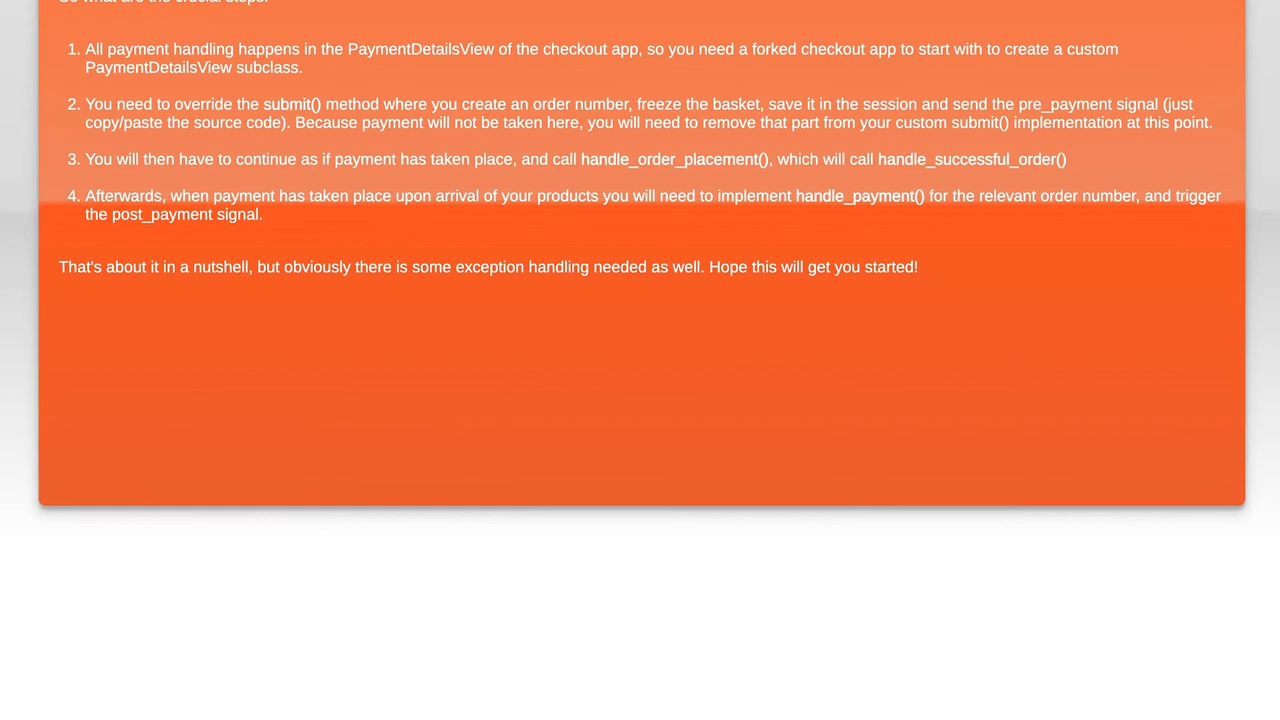 So what are the crucial steps?
1. All payment handling happens in the PaymentDetailsView of the checkout app, so you need a forked checkout app to start with to create a custom
PaymentDetailsView subclass.
2. You need to override the submit() method where you create an order number, freeze the basket, save it in the session and send the pre_payment signal (just
copy/paste the source code). Because payment will not be taken here, you will need to remove that part from your custom submit() implementation at this point.
3. You will then have to continue as if payment has taken place, and call handle_order_placement(), which will call handle_successful_order()
4. Afterwards, when payment has taken place upon arrival of your products you will need to implement handle_payment() for the relevant order number, and trigger
the post_payment signal.
That's about it in a nutshell, but obviously there is some exception handling needed as well. Hope this will get you started!